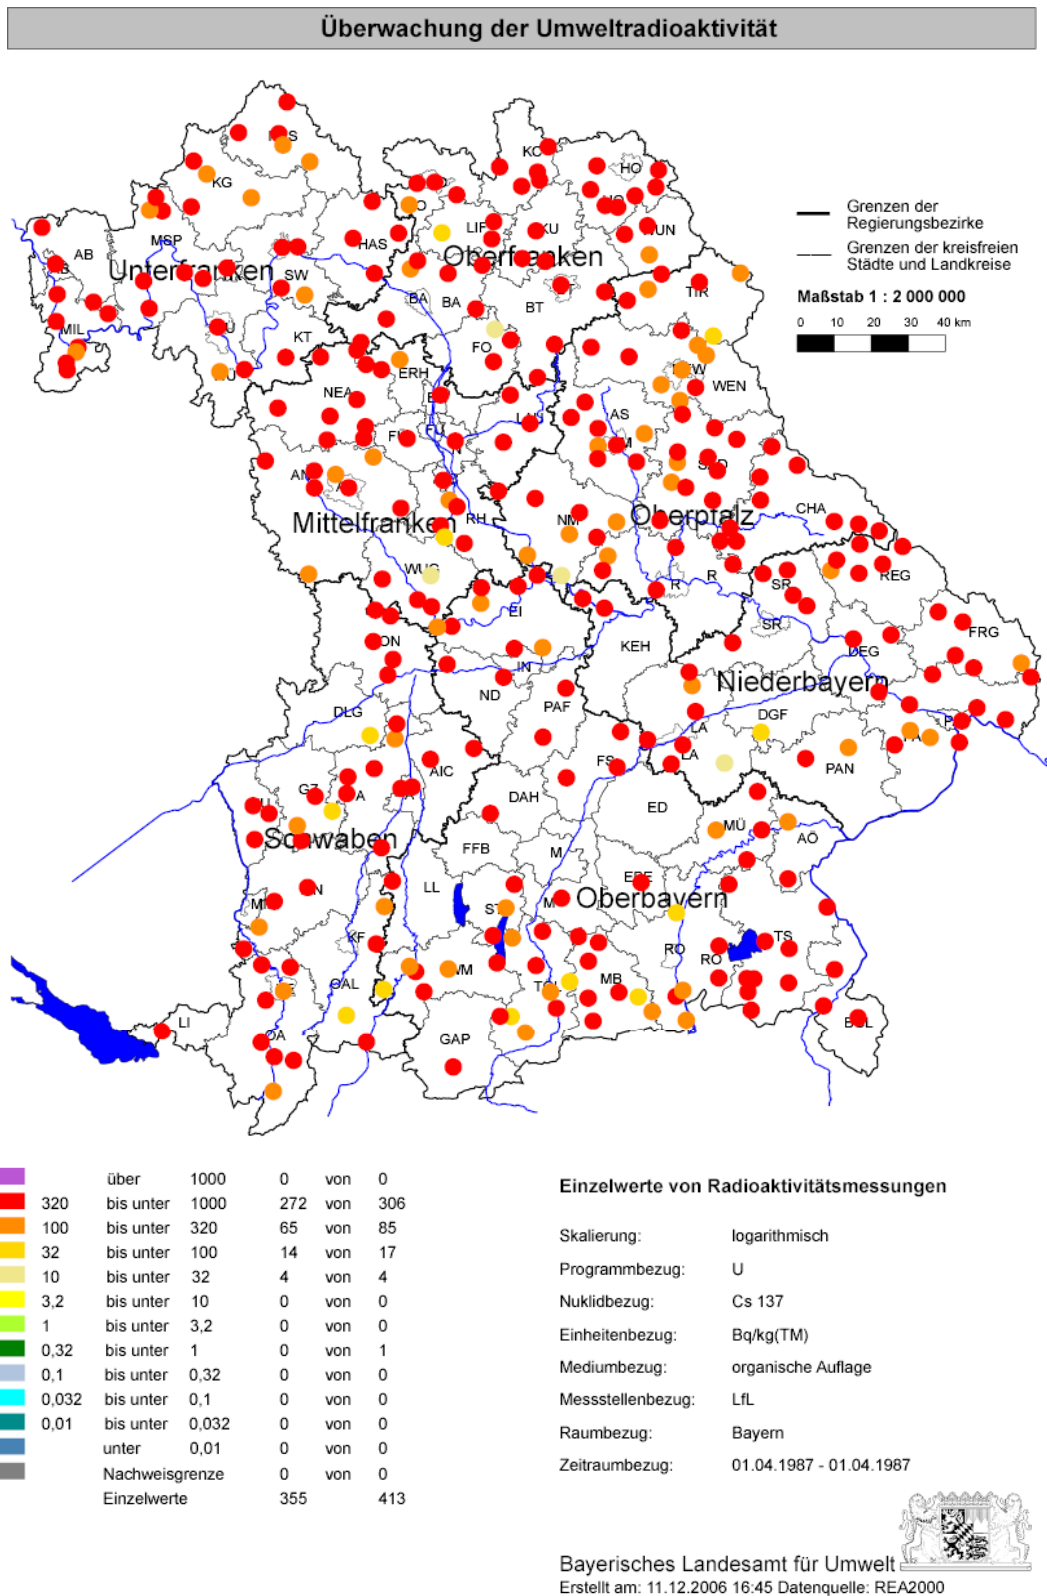 Überwachung der Umweltradioaktivität
Grenzen der
Regierungsbezirke
Grenzen der kreisfreien
Städte und Landkreise
Maßstab 1 : 2 000 000
0 10 20 30 40 km
KC
HO
KG
LIF
KU
WUN
AB
MSP
HAS
Oberfranken
Unterfranken
SW
BA
BA
BT
TIR
MIL
KT
FO
ERH
NEA
WEN
AS
AN
Mittelfranken
RH
NM
Oberpfalz
CHA
WUG
R
R
SR
REG
EI
SR
KEH
FRG
DEG
IN
ND
Niederbayern
DLG
PAF
DGF
LA
LA
PAN
AIC
FS
GZ
A
DAH
ED
MÜ
AÖ
Schwaben
FFB
M
EBE
LL
Oberbayern
KF
RO
RO
TS
OAL
MB
LI
OA
GAP
BGL
über 1000 0 von 0
320 bis unter 1000 272 von 306
100 bis unter 320 65 von 85
32 bis unter 100 14 von 17
10 bis unter 32 4 von 4
3,2 bis unter 10 0 von 0
1 bis unter 3,2 0 von 0
0,32 bis unter 1 0 von 1
0,1 bis unter 0,32 0 von 0
0,032 bis unter 0,1 0 von 0
0,01 bis unter 0,032 0 von 0
unter 0,01 0 von 0
Nachweisgrenze 0 von 0
Einzelwerte 355 413
Einzelwerte von Radioaktivitätsmessungen
Skalierung: logarithmisch
Programmbezug: U
Nuklidbezug: Cs 137
Einheitenbezug: Bq/kg(TM)
Mediumbezug: organische Auflage
Messstellenbezug: LfL
Raumbezug: Bayern
Zeitraumbezug: 01.04.1987 - 01.04.1987
Bayerisches Landesamt für Umwelt
Erstellt am: 11.12.2006 16:45 Datenquelle: REA2000